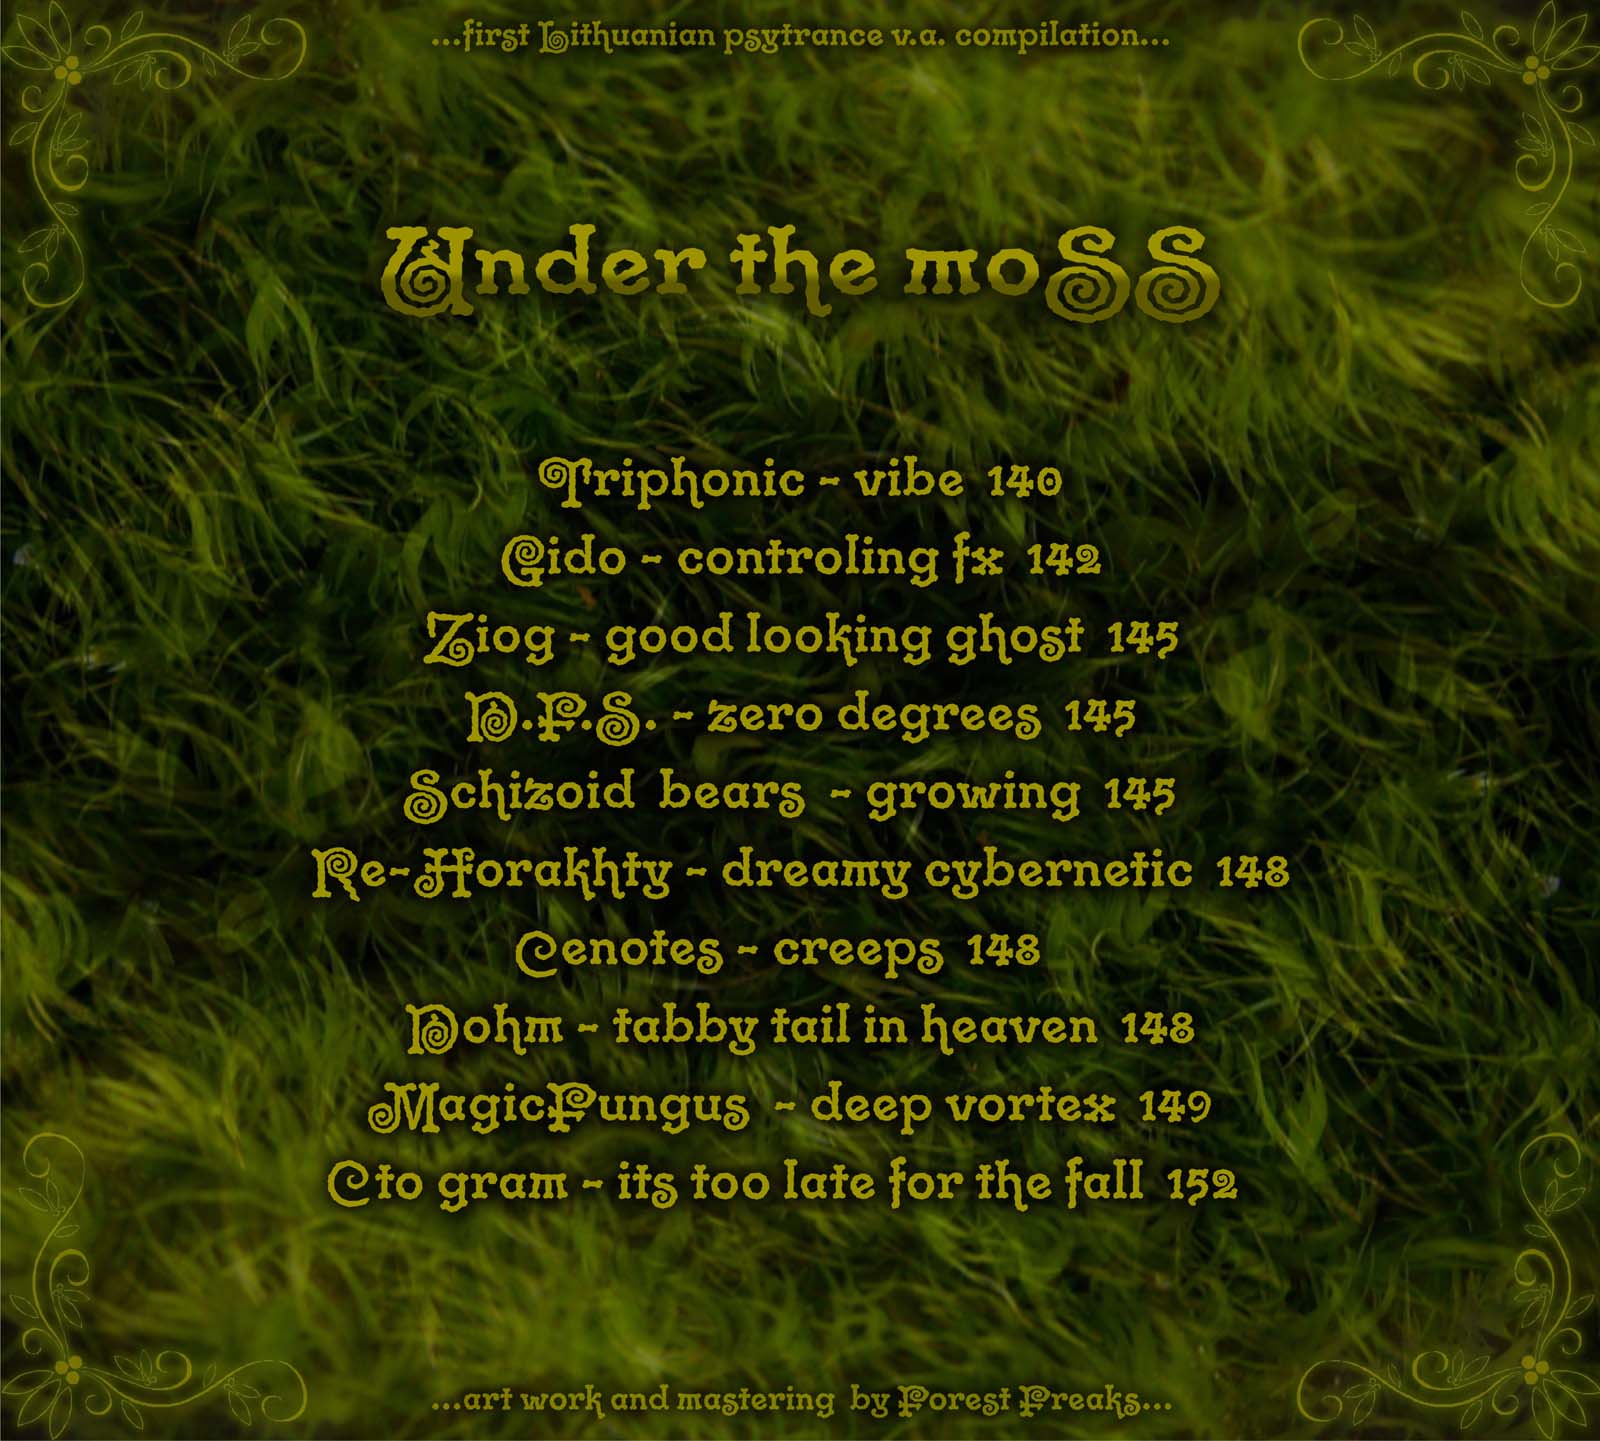 ...first Lithuanian psytrance v.a. compilation...
Under the moSS
Triphonic - vibe 140
Gido - controling fx 142
Ziog - good looking ghost 145
D.F.S. - zero degrees 145
Schizoid bears - growing 145
Re-Horakhty - dreamy cybernetic 148
Cenotes - creeps 148
Dohm - tabby tail in heaven 148
MagicFungus - deep vortex 149
Cto gram - its too late for the fall 152
...art work and mastering by Forest Freaks...